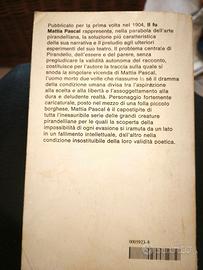 Pubblicato per la prima volta nel 1904, Il fu
Mattia Pascal rappresenta, nella parabola dell'arte
pirandelliana, la soluzione più caratteristica
della sua narrativa e il preludio agli ulteriori
esperimenti del suo teatro. Il problema centrale di
Pirandello, dell'essere e del parere, senza
pregiudicare la validità autonoma del racconto,
costituisce per l'autore la traccia sulla quale si
snoda la singolare vicenda di Mattia Pascal,
l'uomo morto due volte che riassume in sé il dramma
della condizione umana divisa tra l'aspirazione
alla scelta e alla libertà e l'assoggettamento alla
dura e deludente realtà. Personaggio fortemente
caricaturale, posto nel mezzo di una folla piccolo
borghese, Mattia Pascal è il capostipite di
tutta l'inesauribile serie delle grandi creature
pirandelliane per le quali la scoperta della
impossibilità di ogni evasione si tramuta da un lato
in un fallimento intellettuale, dall'altro nella
condizione insostituibile della loro validità poetica.
0003923-8
subito